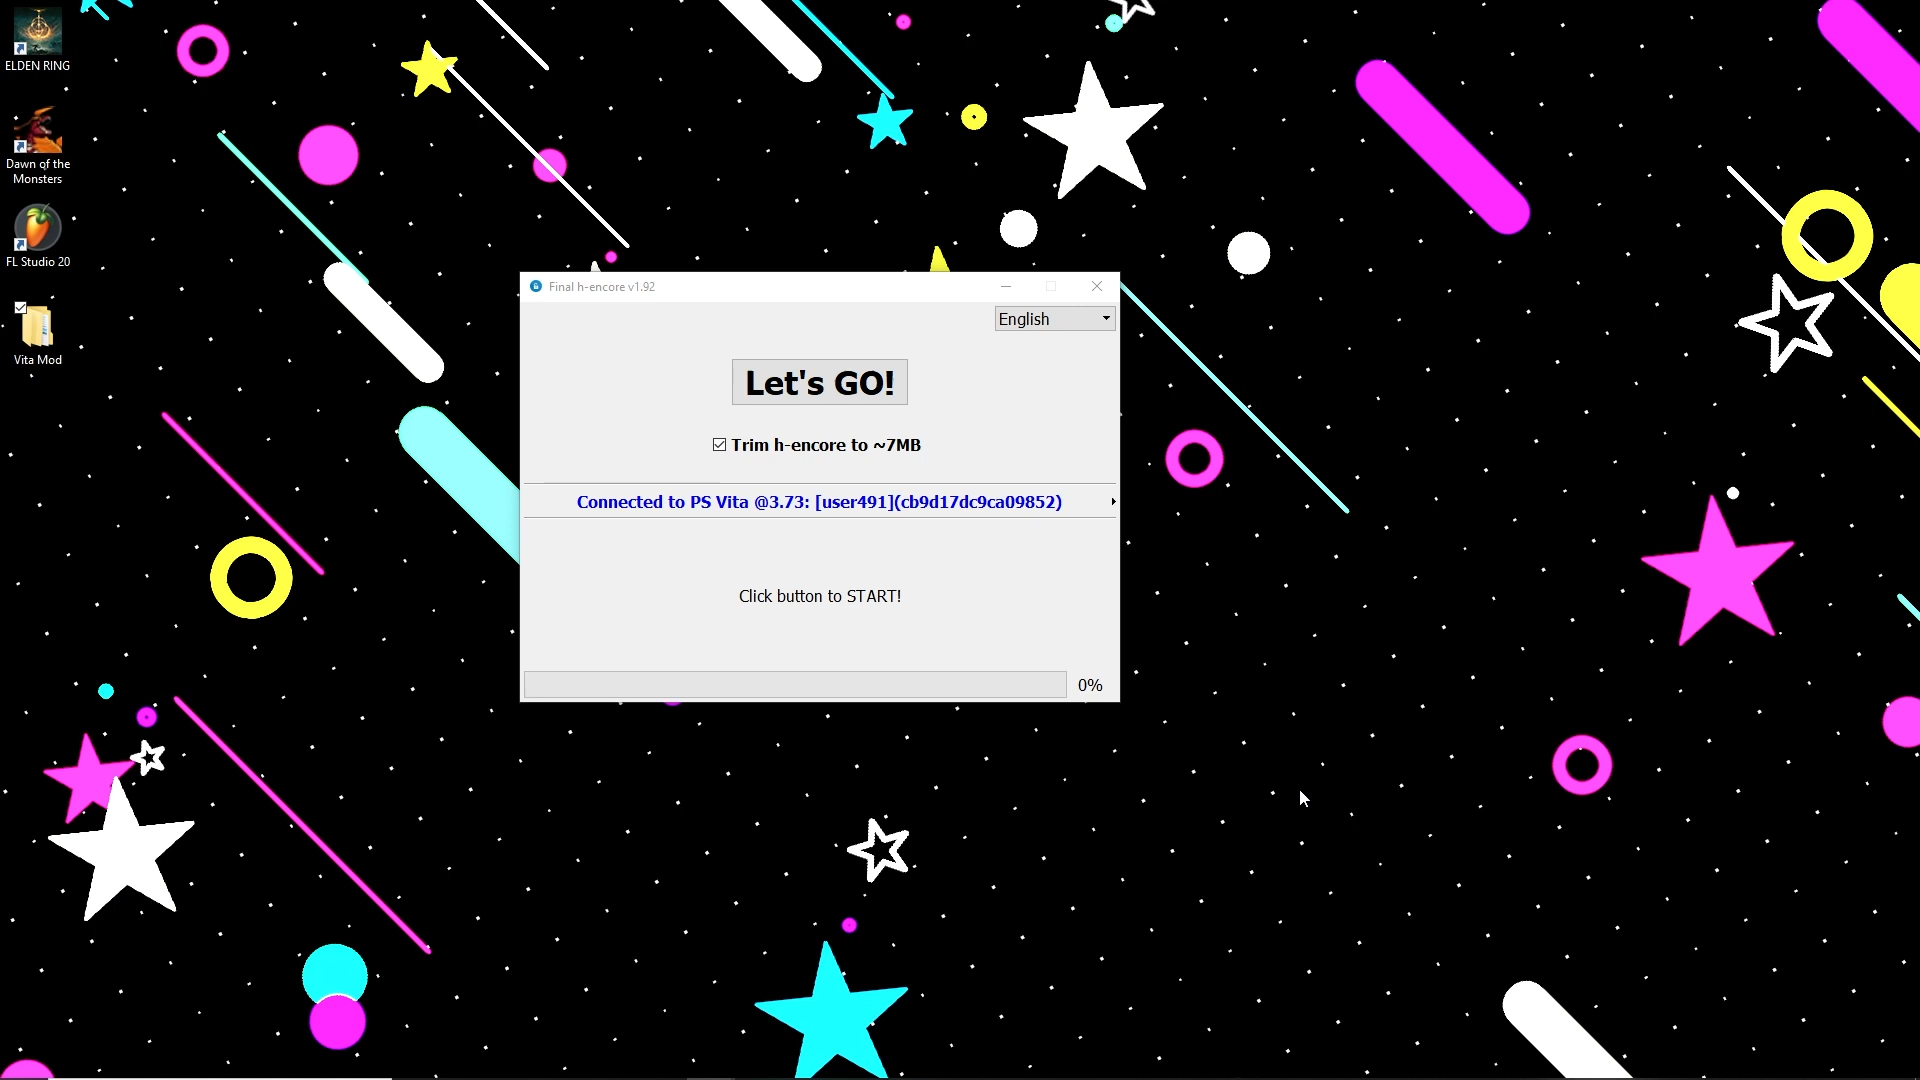 ELDEN RING
Dawn of the
Monsters
FL Studio 20
Vita Mod
Final h-encore v1.92
English
Let's GO!
Trim h-encore to ~7MB
Connected to PS Vita @3.73: [user491](cb9d17dc9ca09852)
Click button to START!
0%